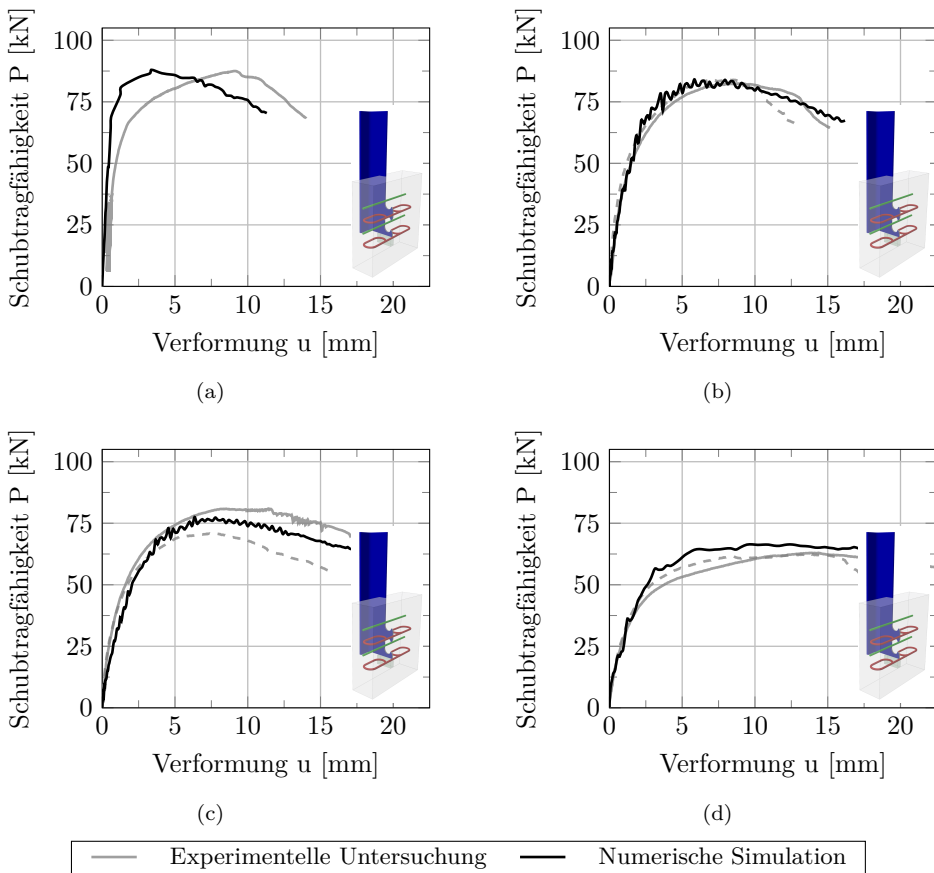 Schubtragfähigkeit P [kN]
100
75
50
25
0
0 5 10 15 20
Verformung u [mm]
(a)
Schubtragfähigkeit P [kN]
100
75
50
25
0
0 5 10 15 20
Verformung u [mm]
(b)
Schubtragfähigkeit P [kN]
100
75
50
25
0
0 5 10 15 20
Verformung u [mm]
(c)
Schubtragfähigkeit P [kN]
100
75
50
25
0
0 5 10 15 20
Verformung u [mm]
(d)
Experimentelle Untersuchung Numerische Simulation